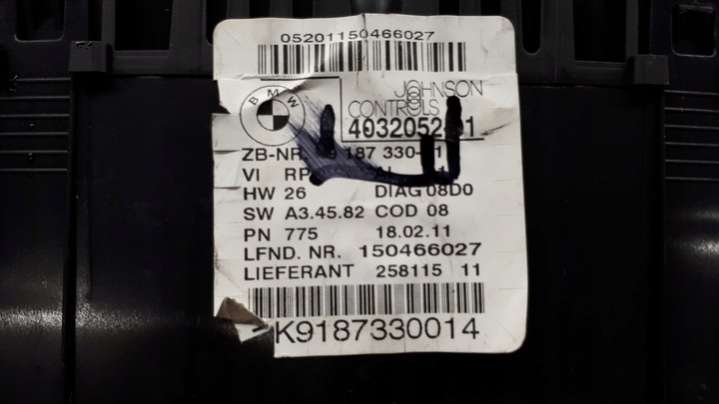 05201150466027
BMW
JOHNSON
CONTROLS
ZB-NR. 187 330-
VI RP
HW 26 DIAG 08D0
SW A3.45.82 COD 08
PN 775 18.02.11
LFND. NR. 150466027
LIEFERANT 258115 11
K9187330014